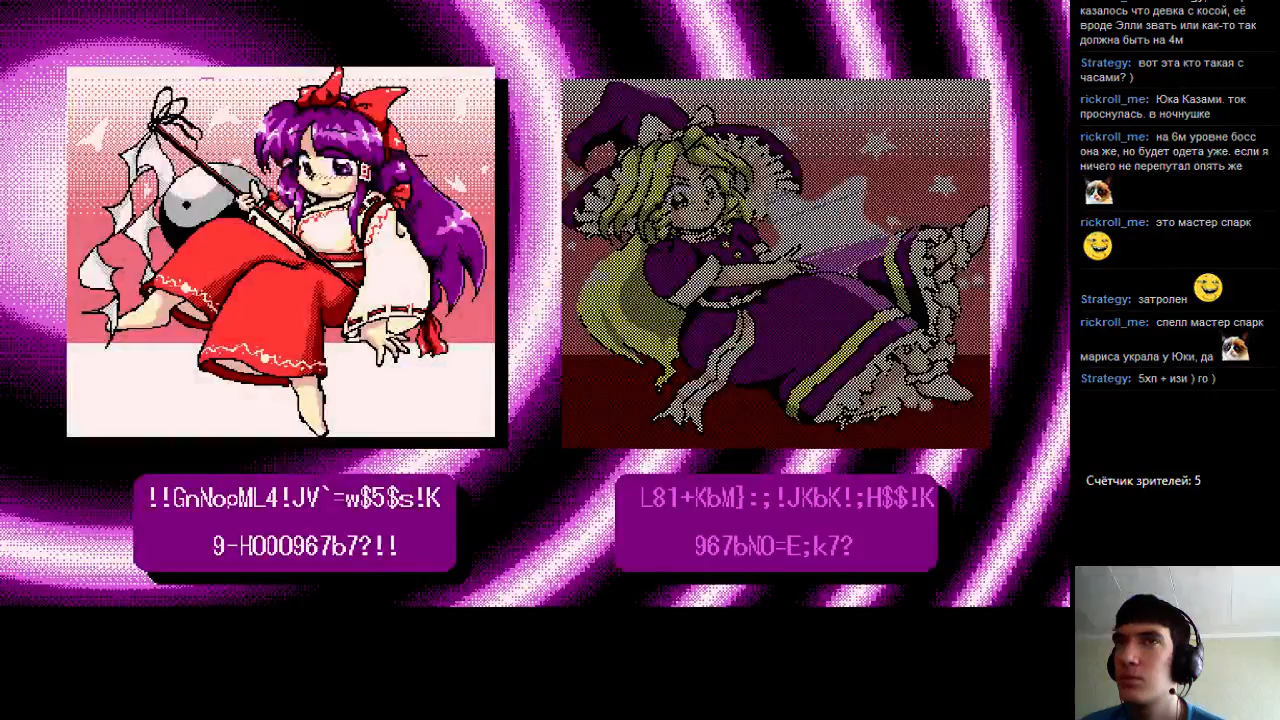 !!GnNopML4!JV`=w$5$s!K
9-HOOO967b7?!!
L81+KbM}:;!JKbK!;H$$!K
967bNO=E;k7?
казалось что девка с косой, её
вроде Элли звать или как-то так
должна быть на 4м
Strategy: вот эта кто такая с
часами? )
rickroll_me: Юка Казами. ток
проснулась. в ночнушке
rickroll_me: на 6м уровне босс
она же, но будет одета уже. если я
ничего не перепутал опять же
rickroll_me: это мастер спарк
Strategy: затролен
rickroll_me: спелл мастер спарк
мариса украла у Юки, да
Strategy: 5хп + изи ) го )
Счётчик зрителей: 5